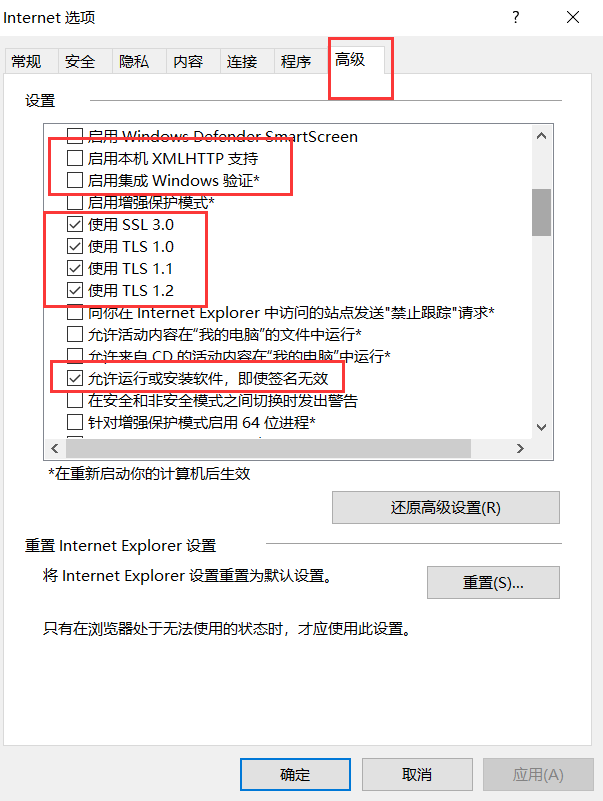 Internet 选项
?
常规 安全 隐私 内容 连接 程序 高级
设置
启用 Windows Defender SmartScreen
启用本机 XMLHTTP 支持
启用集成 Windows 验证*
启用增强保护模式*
使用 SSL 3.0
使用 TLS 1.0
使用 TLS 1.1
使用 TLS 1.2
向你在 Internet Explorer 中访问的站点发送"禁止跟踪"请求*
允许活动内容在“我的电脑”的文件中运行*
允许来自 CD 的活动内容在“我的电脑”中运行*
允许运行或安装软件，即使签名无效
在安全和非安全模式之间切换时发出警告
针对增强保护模式启用 64 位进程*
*在重新启动你的计算机后生效
还原高级设置(R)
重置 Internet Explorer 设置
将 Internet Explorer 设置重置为默认设置。
重置(S)...
只有在浏览器处于无法使用的状态时，才应使用此设置。
确定 取消 应用(A)